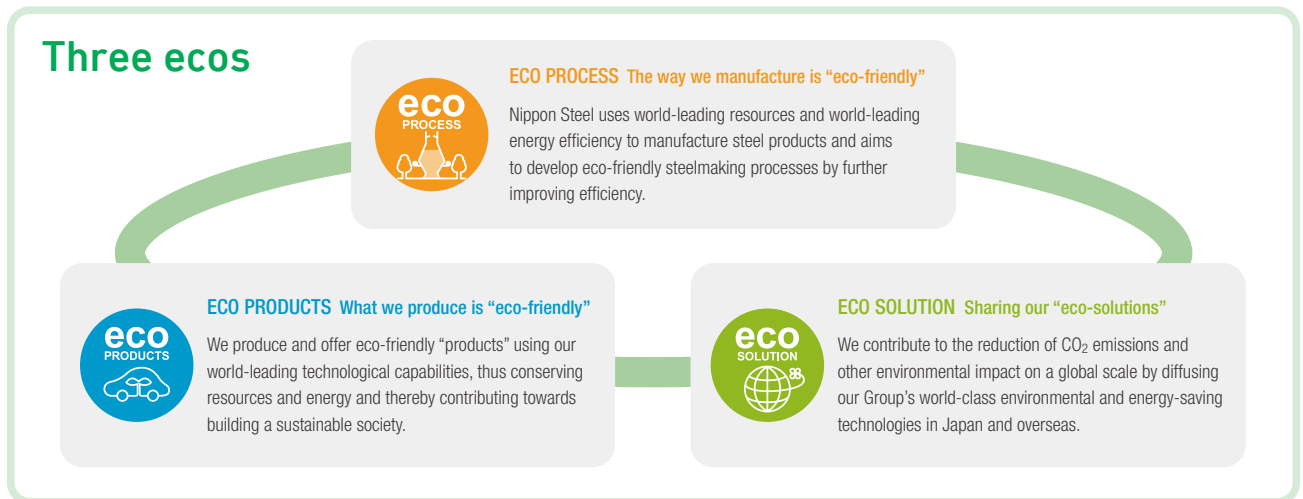 Three ecos
eco
PROCESS
ECO PROCESS The way we manufacture is “eco-friendly”
Nippon Steel uses world-leading resources and world-leading
energy efficiency to manufacture steel products and aims
to develop eco-friendly steelmaking processes by further
improving efficiency.
eco
PRODUCTS
ECO PRODUCTS What we produce is “eco-friendly”
We produce and offer eco-friendly “products” using our
world-leading technological capabilities, thus conserving
resources and energy and thereby contributing towards
building a sustainable society.
eco
SOLUTION
ECO SOLUTION Sharing our “eco-solutions”
We contribute to the reduction of CO₂ emissions and
other environmental impact on a global scale by diffusing
our Group’s world-class environmental and energy-saving
technologies in Japan and overseas.